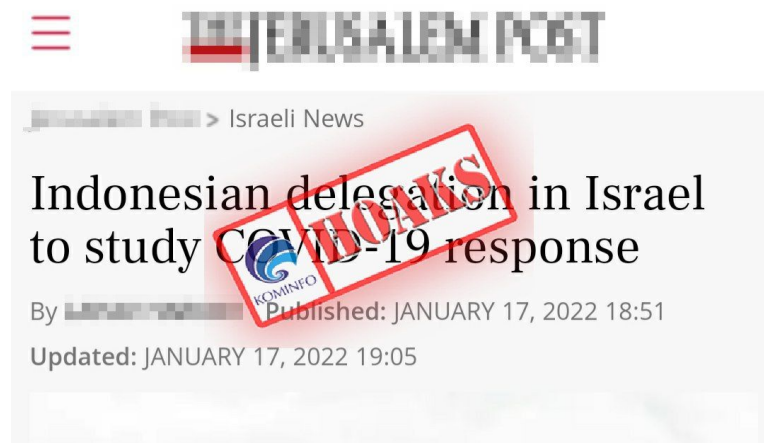 > Israeli News
Indonesian delegation in Israel
to study COVID-19 response
HOAKS
KOMINFO
By Published: JANUARY 17, 2022 18:51
Updated: JANUARY 17, 2022 19:05